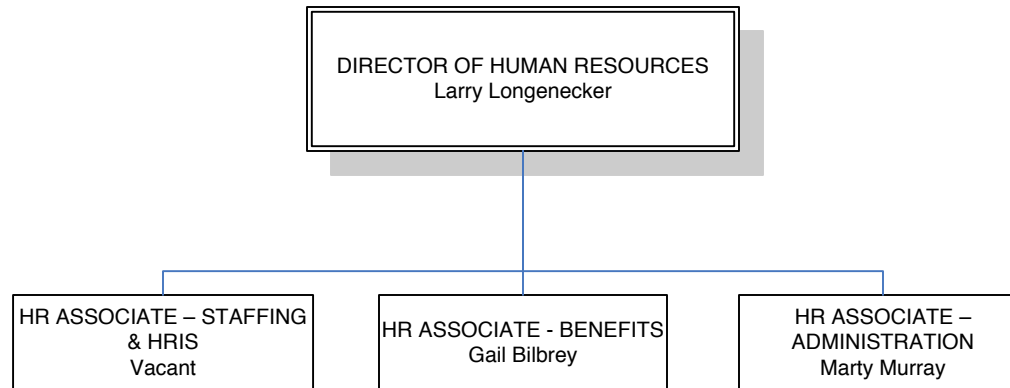 DIRECTOR OF HUMAN RESOURCES
Larry Longenecker
HR ASSOCIATE – STAFFING
& HRIS
Vacant
HR ASSOCIATE - BENEFITS
Gail Bilbrey
HR ASSOCIATE –
ADMINISTRATION
Marty Murray